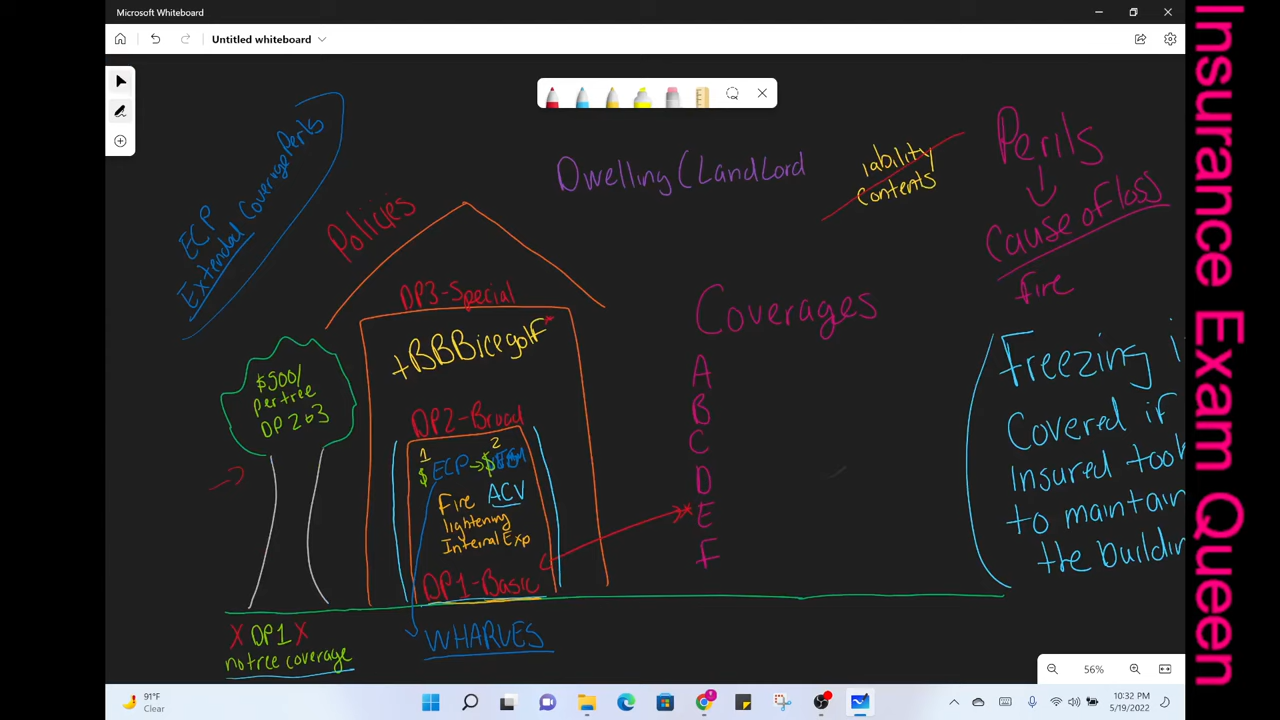 Microsoft Whiteboard
Untitled whiteboard
Insurance Exam Queen
ECP
Extended Coverage Perils
Policies
Dwelling (LandLord
iability
contents
Perils
Cause of Loss
Fire
DP3-Special
+BBBicegolf
Coverages
A
B
C
D
E
F
$500/
per tree
DP 2 & 3
DP2-Broad
1
2
$ ECP → $
Fire ACV
lightening
Internal Exp
DP1-Basic
WHARVES
X DP1 X
no tree coverage
Freezing i
Covered if
insured took
to maintain
the buildin
56%
91°F
Clear
10:32 PM
5/19/2022